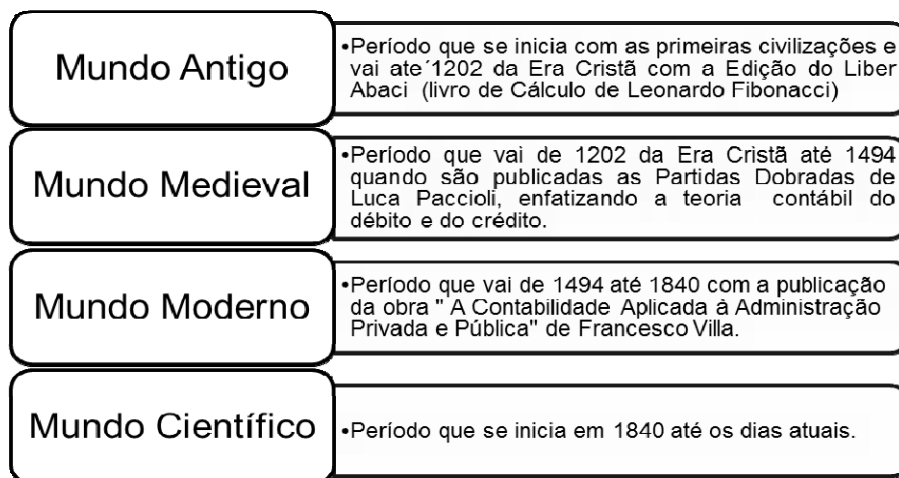 Mundo Antigo
•Período que se inicia com as primeiras civilizações e
vai ate´1202 da Era Cristã com a Edição do Liber
Abaci (livro de Cálculo de Leonardo Fibonacci)
Mundo Medieval
•Período que vai de 1202 da Era Cristã até 1494
quando são publicadas as Partidas Dobradas de
Luca Paccioli, enfatizando a teoria contábil do
débito e do crédito.
Mundo Moderno
•Período que vai de 1494 até 1840 com a publicação
da obra " A Contabilidade Aplicada à Administração
Privada e Pública" de Francesco Villa.
Mundo Científico
•Período que se inicia em 1840 até os dias atuais.